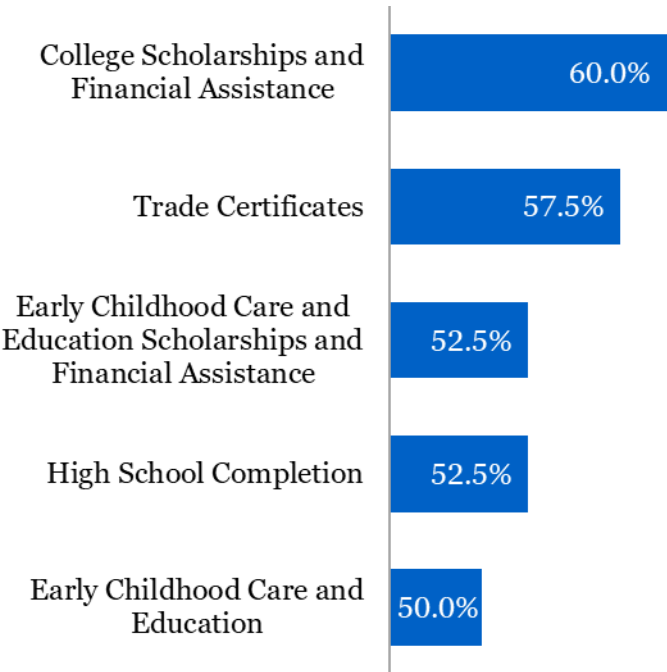 College Scholarships and
Financial Assistance
60.0%
Trade Certificates
57.5%
Early Childhood Care and
Education Scholarships and
Financial Assistance
52.5%
High School Completion
52.5%
Early Childhood Care and
Education
50.0%